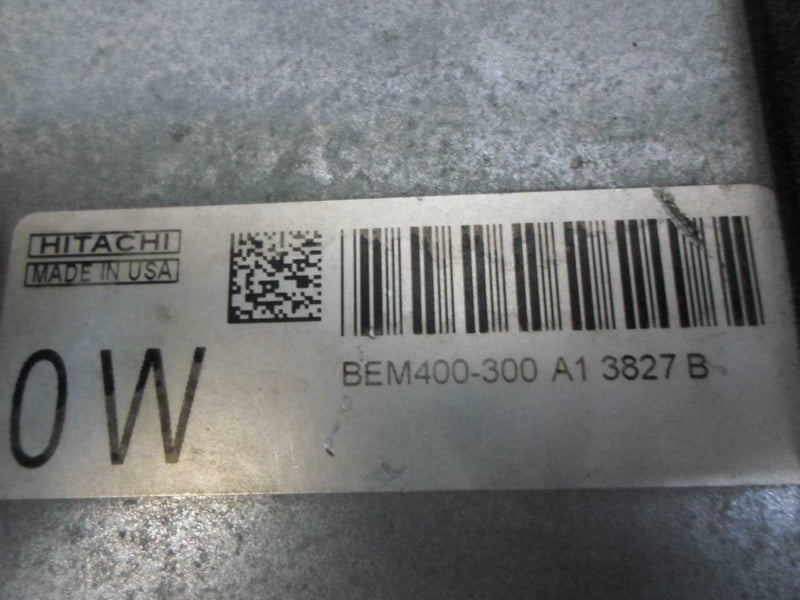 HITACHI
MADE IN USA
0W
BEM400-300 A1 3827 B